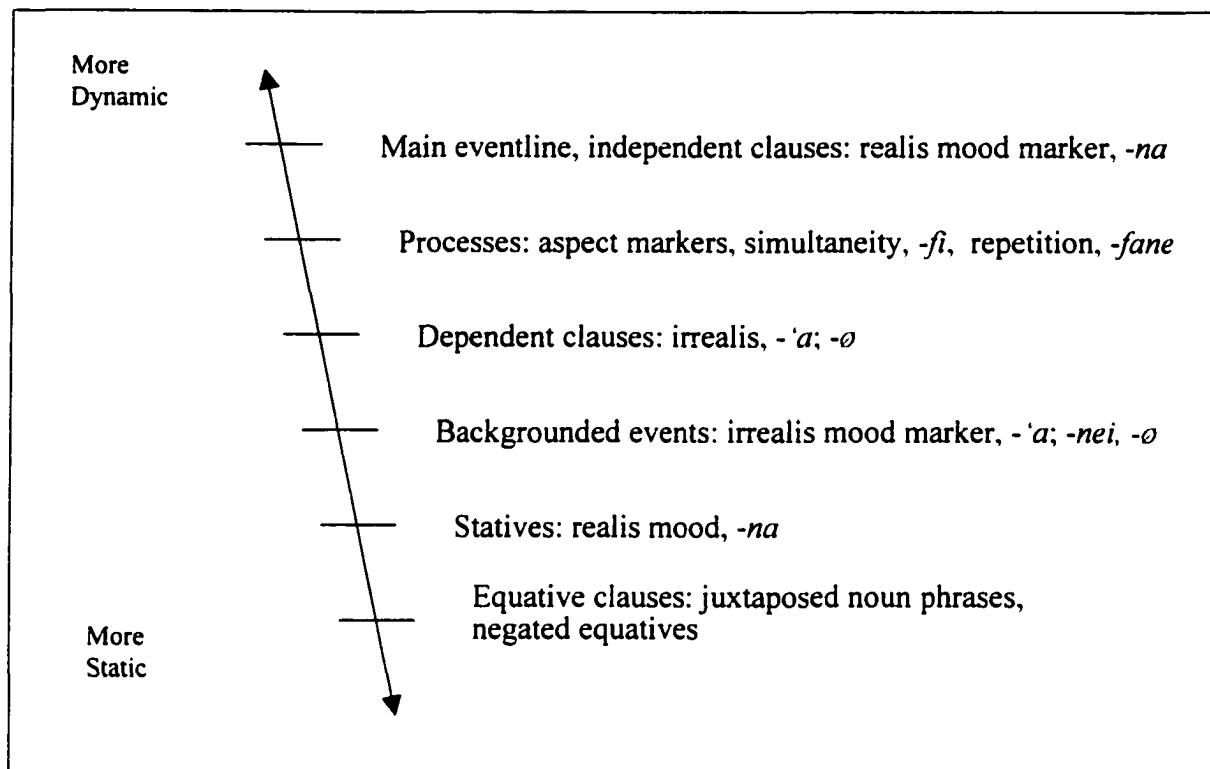 More
Dynamic
Main eventline, independent clauses: realis mood marker, -na
Processes: aspect markers, simultaneity, -fi, repetition, -fane
Dependent clauses: irrealis, -ʻa; -ø
Backgrounded events: irrealis mood marker, -ʻa; -nei, -ø
Statives: realis mood, -na
Equative clauses: juxtaposed noun phrases,
negated equatives
More
Static